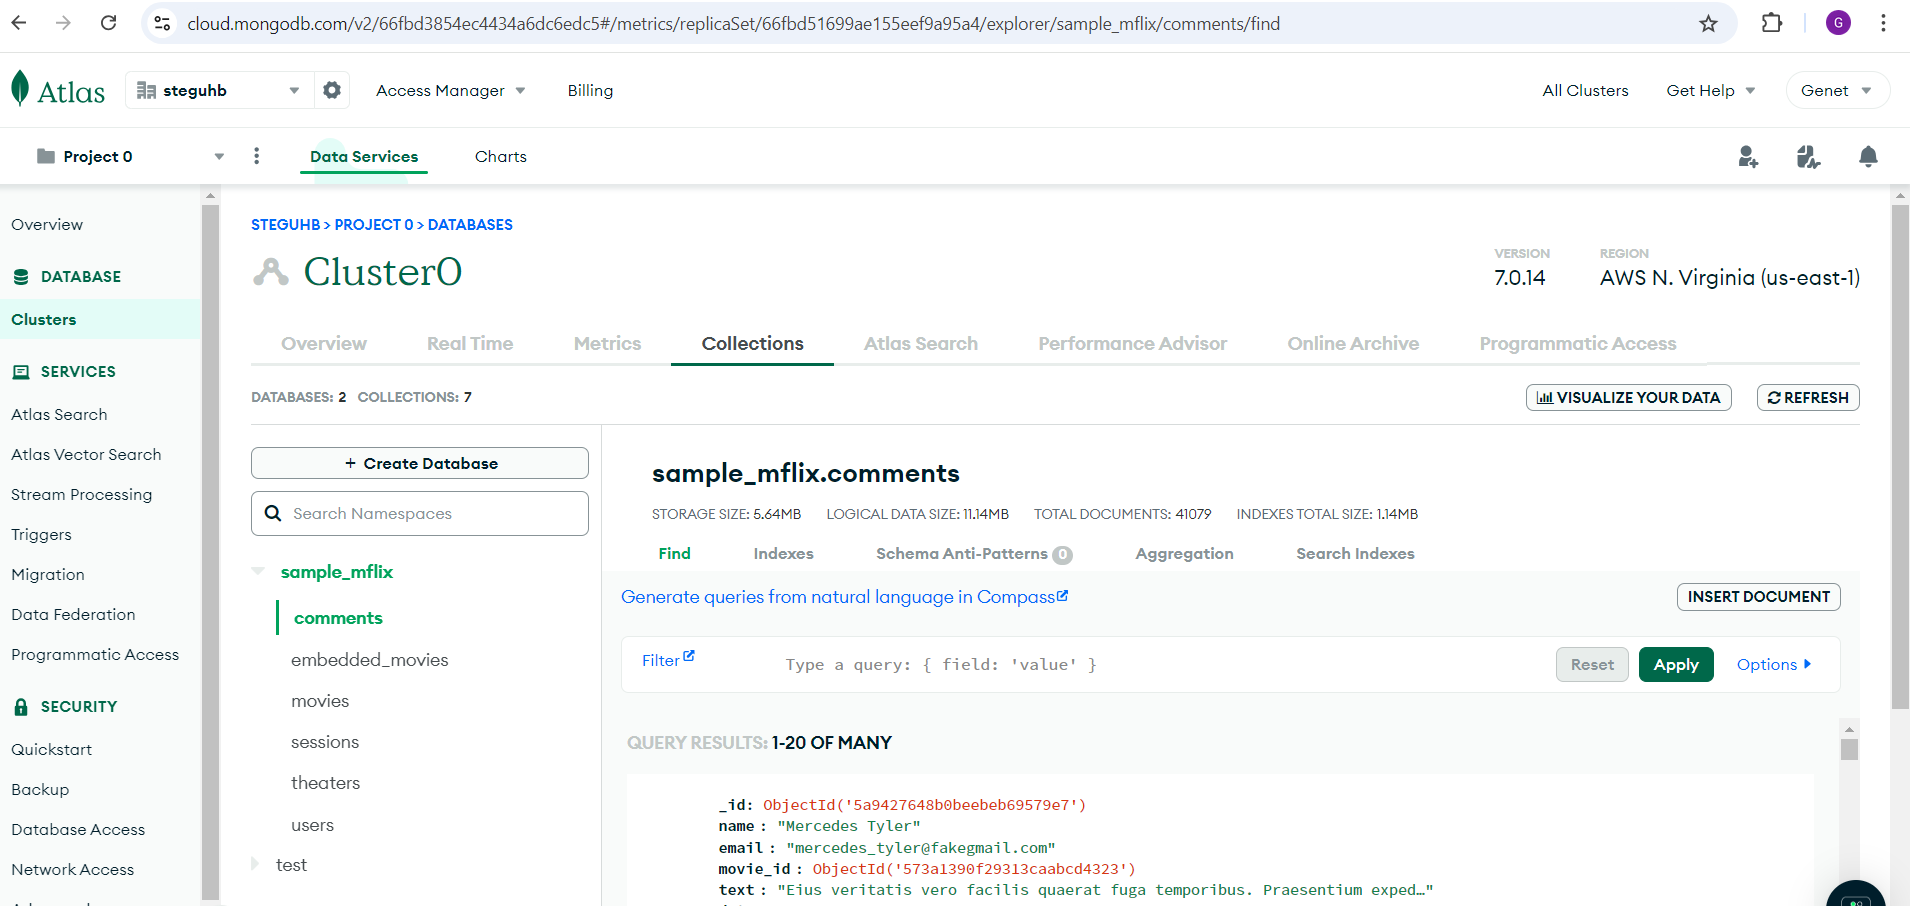 cloud.mongodb.com/v2/66fbd3854ec4434a6dc6edc5#/metrics/replicaSet/66fbd51699ae155eef9a95a4/explorer/sample_mflix/comments/find
G
Atlas
steguhb
Access Manager
Billing
All Clusters
Get Help
Genet
Project 0
Data Services
Charts
Overview
DATABASE
Clusters
SERVICES
Atlas Search
Atlas Vector Search
Stream Processing
Triggers
Migration
Data Federation
Programmatic Access
SECURITY
Quickstart
Backup
Database Access
Network Access
STEGUHB > PROJECT 0 > DATABASES
Cluster0
VERSION
7.0.14
REGION
AWS N. Virginia (us-east-1)
Overview
Real Time
Metrics
Collections
Atlas Search
Performance Advisor
Online Archive
Programmatic Access
DATABASES: 2 COLLECTIONS: 7
VISUALIZE YOUR DATA
REFRESH
+ Create Database
Search Namespaces
sample_mflix
comments
embedded_movies
movies
sessions
theaters
users
test
sample_mflix.comments
STORAGE SIZE: 5.64MB LOGICAL DATA SIZE: 11.14MB TOTAL DOCUMENTS: 41079 INDEXES TOTAL SIZE: 1.14MB
Find
Indexes
Schema Anti-Patterns 0
Aggregation
Search Indexes
Generate queries from natural language in Compass
INSERT DOCUMENT
Filter
Type a query: { field: 'value' }
Reset
Apply
Options
QUERY RESULTS: 1-20 OF MANY
_id: ObjectId('5a9427648b0beebeb69579e7')
name : "Mercedes Tyler"
email : "mercedes_tyler@fakegmail.com"
movie_id : ObjectId('573a1390f29313caabcd4323')
text : "Eius veritatis vero facilis quaerat fuga temporibus. Praesentium exped…"